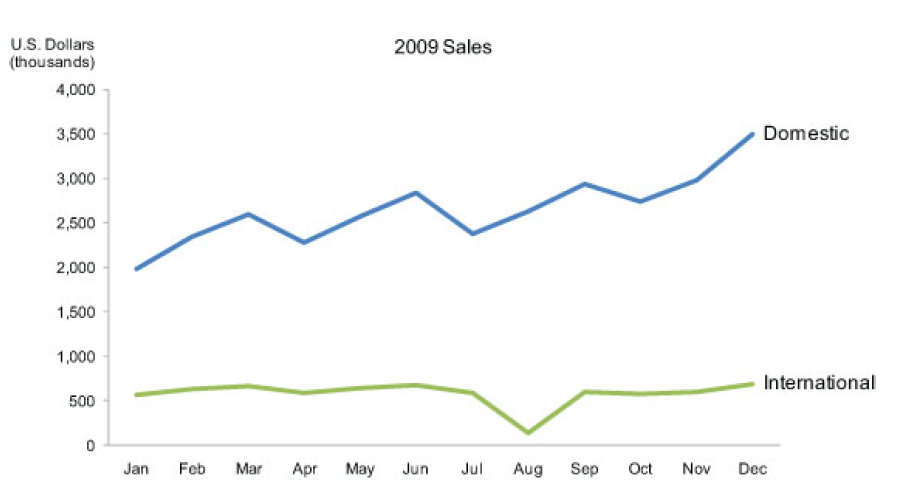 U.S. Dollars
(thousands)
2009 Sales
4,000
3,500
3,000
2,500
2,000
1,500
1,000
500
0
Domestic
International
Jan Feb Mar Apr May Jun Jul Aug Sep Oct Nov Dec